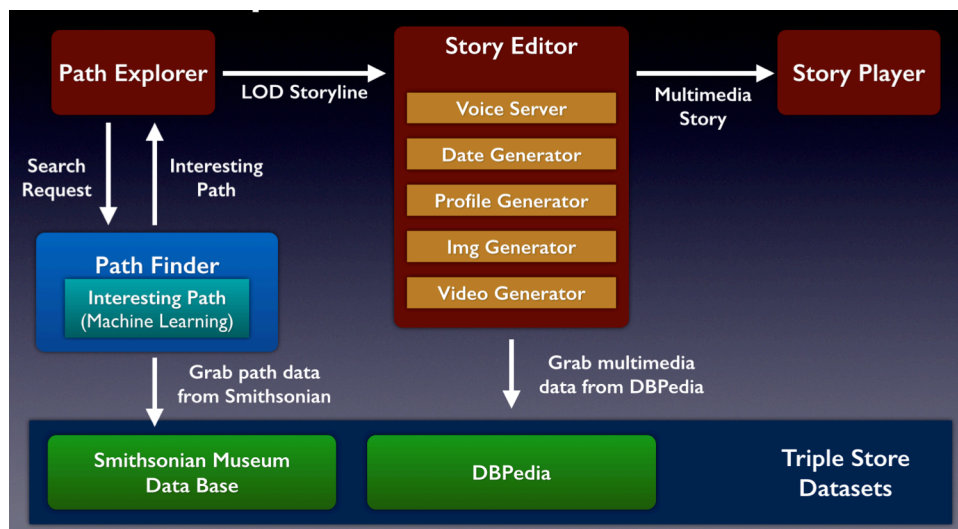 Path Explorer
LOD Storyline
Story Editor
Voice Server
Date Generator
Profile Generator
Img Generator
Video Generator
Multimedia
Story
Story Player
Search
Request
Interesting
Path
Path Finder
Interesting Path
(Machine Learning)
Grab path data
from Smithsonian
Grab multimedia
data from DBPedia
Smithsonian Museum
Data Base
DBPedia
Triple Store
Datasets